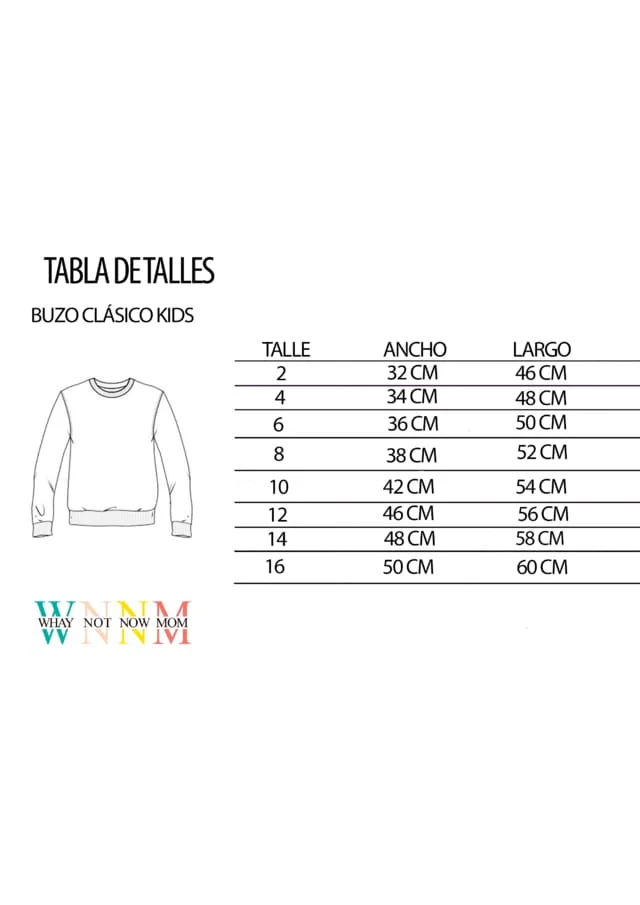 TABLA DE TALLES
BUZO CLÁSICO KIDS
TALLE ANCHO LARGO
2 32 CM 46 CM
4 34 CM 48 CM
6 36 CM 50 CM
8 38 CM 52 CM
10 42 CM 54 CM
12 46 CM 56 CM
14 48 CM 58 CM
16 50 CM 60 CM
WNNM
WHAY NOT NOW MOM